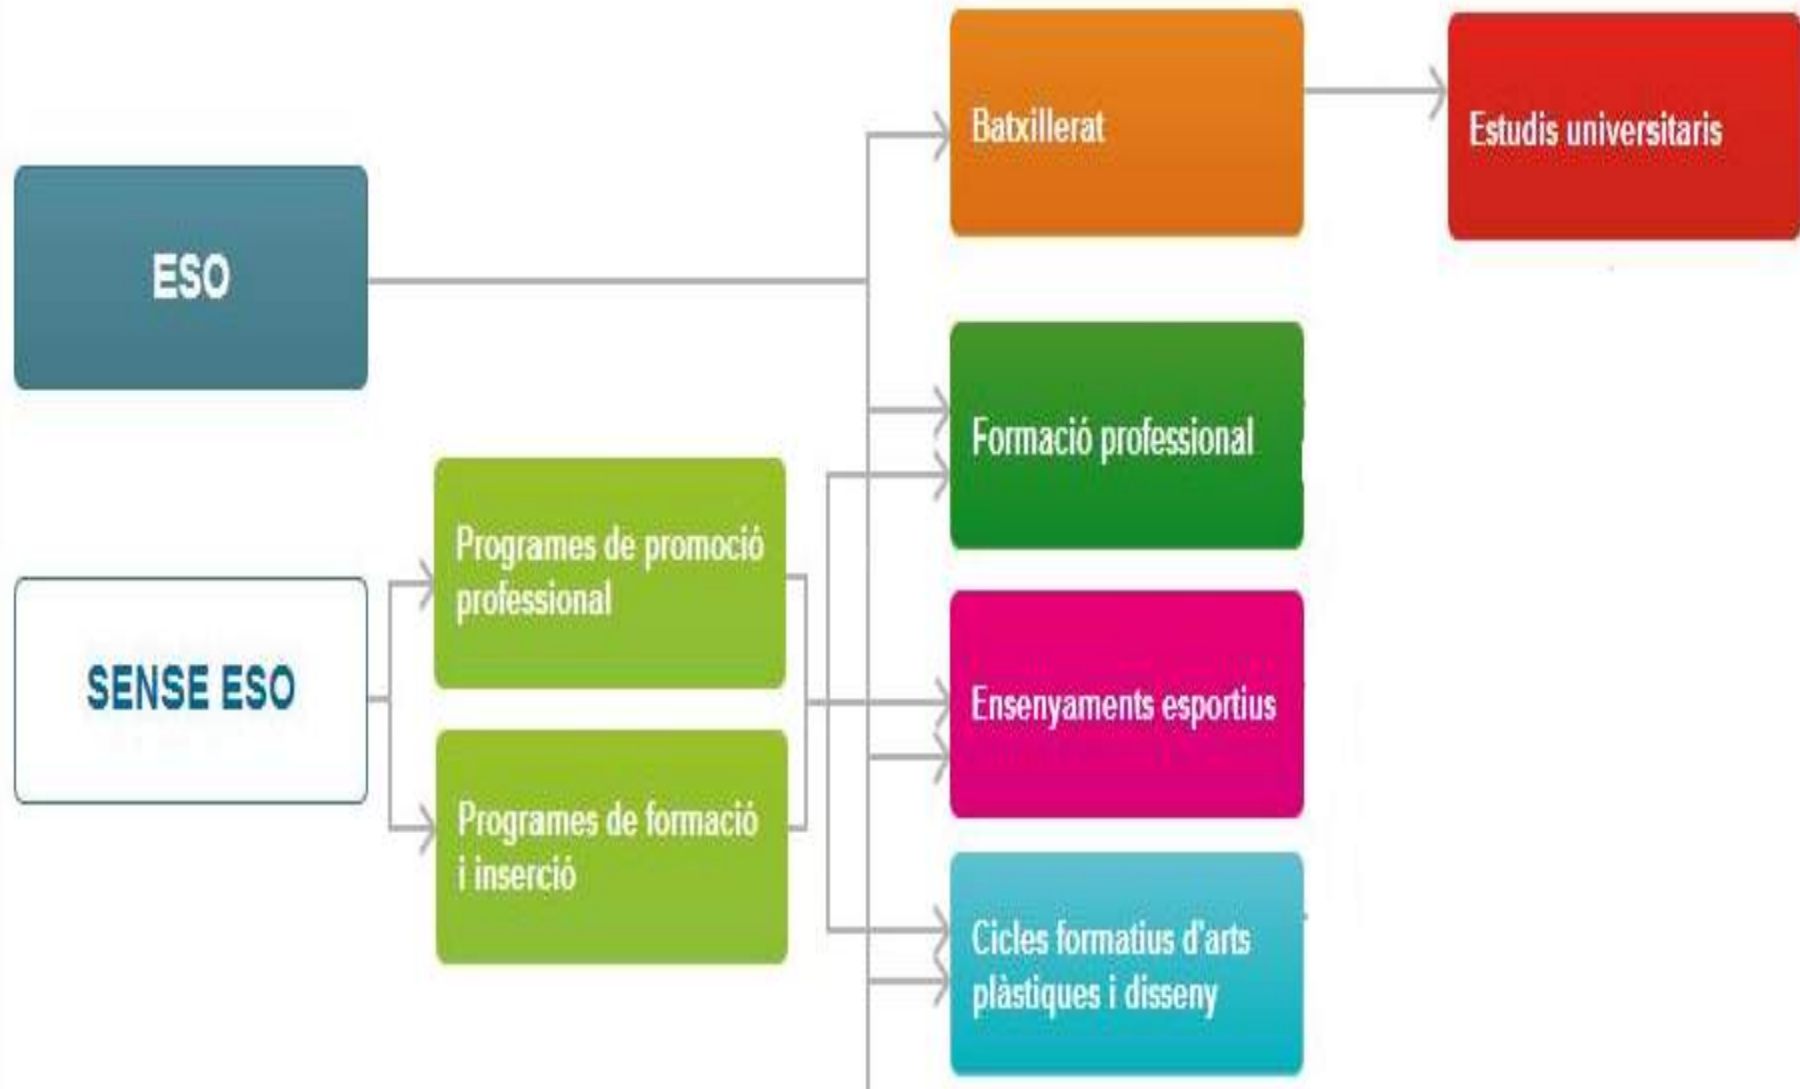 ESO
SENSE ESO
Programes de promoció
professional
Programes de formació
i inserció
Batxillerat
Formació professional
Ensenyaments esportius
Cicles formatius d'arts
plàstiques i disseny
Estudis universitaris